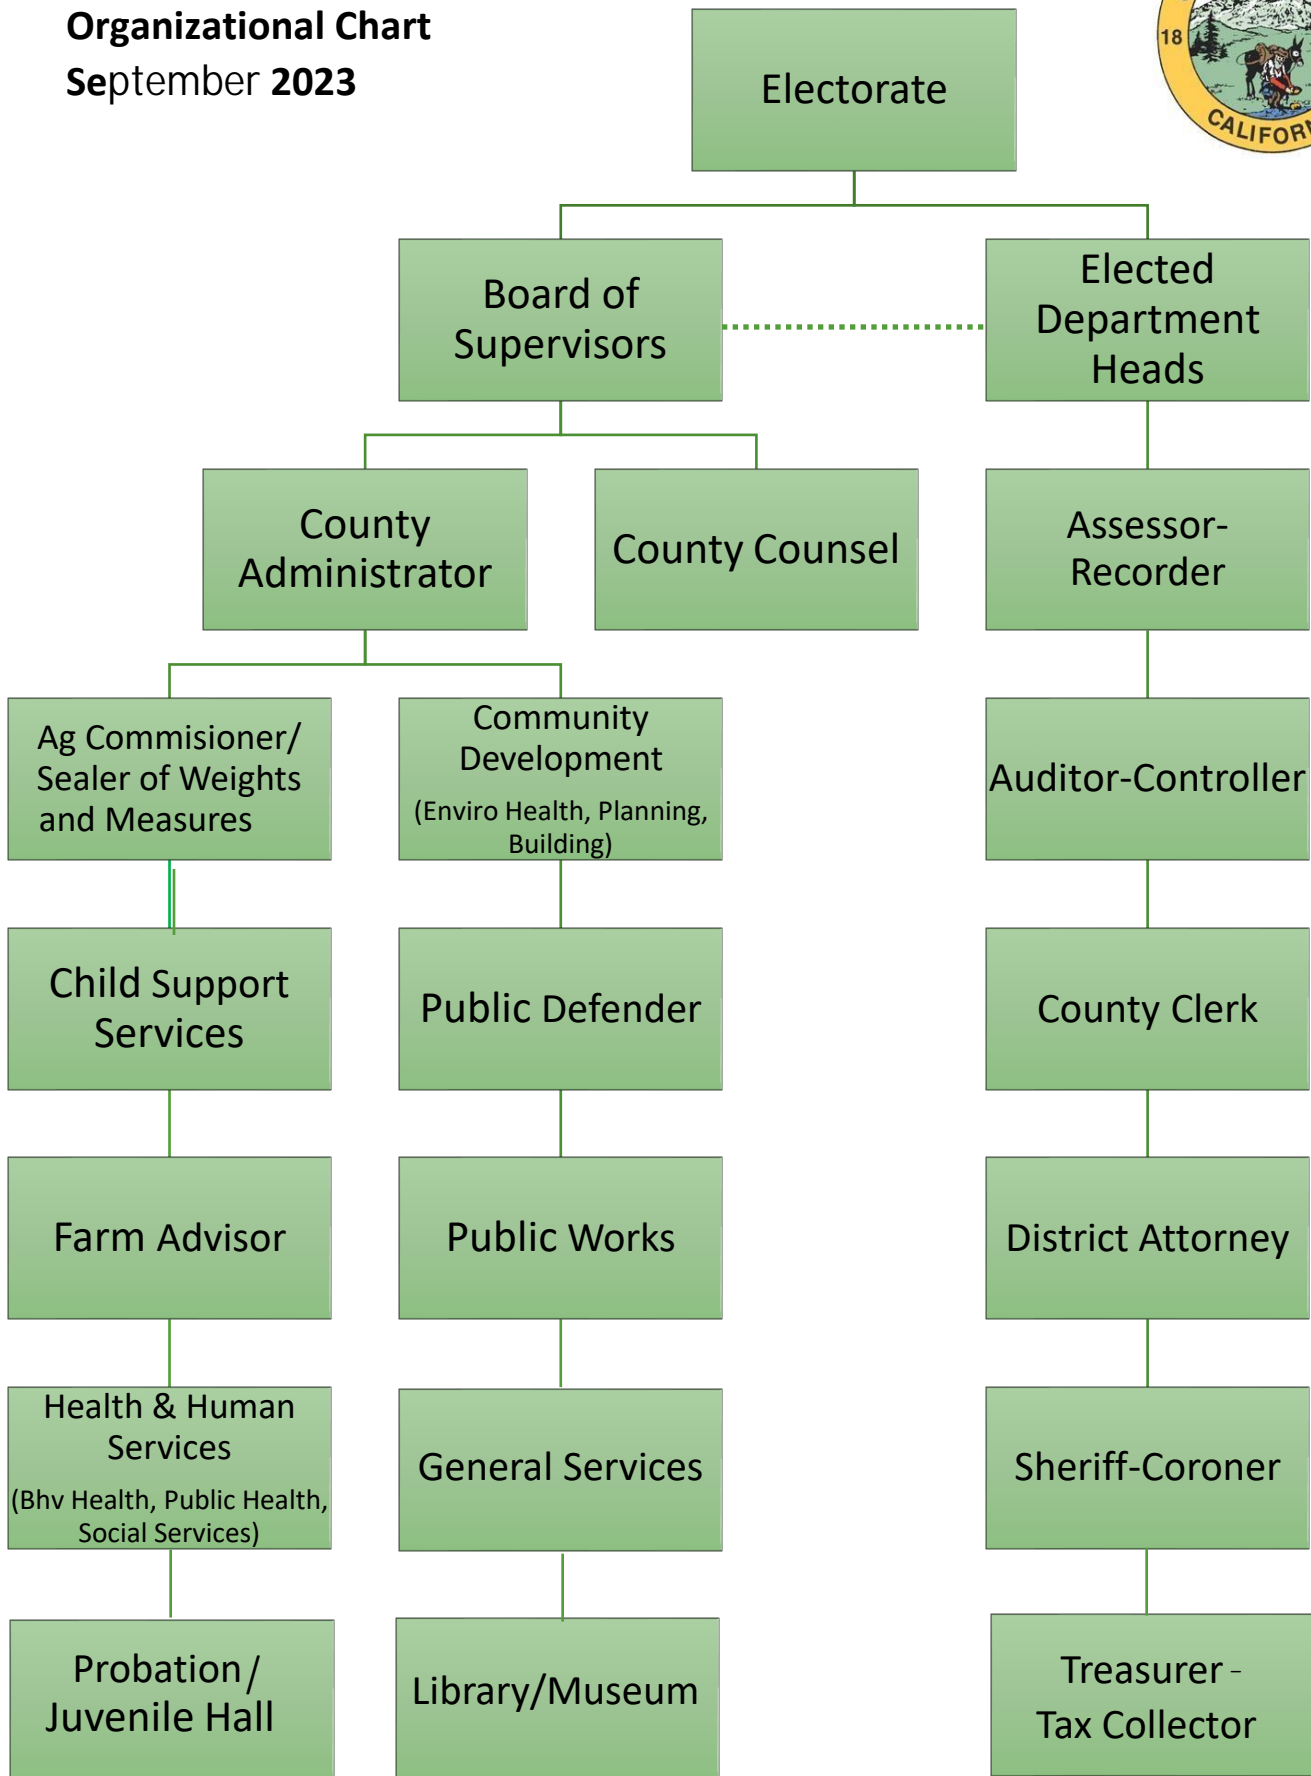 Organizational Chart
September 2023
18
CALIFORN
Electorate
Board of
Supervisors
Elected
Department
Heads
County
Administrator
County Counsel
Assessor-
Recorder
Ag Commisioner/
Sealer of Weights
and Measures
Community
Development
(Enviro Health, Planning,
Building)
Auditor-Controller
Child Support
Services
Public Defender
County Clerk
Farm Advisor
Public Works
District Attorney
Health & Human
Services
(Bhv Health, Public Health,
Social Services)
General Services
Sheriff-Coroner
Probation/
Juvenile Hall
Library/Museum
Treasurer-
Tax Collector